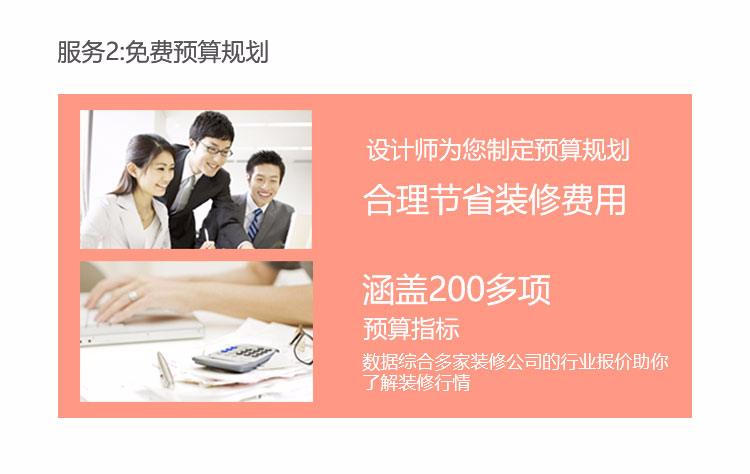 服务2:免费预算规划
设计师为您制定预算规划
合理节省装修费用
涵盖200多项
预算指标
数据综合多家装修公司的行业报价助你
了解装修行情